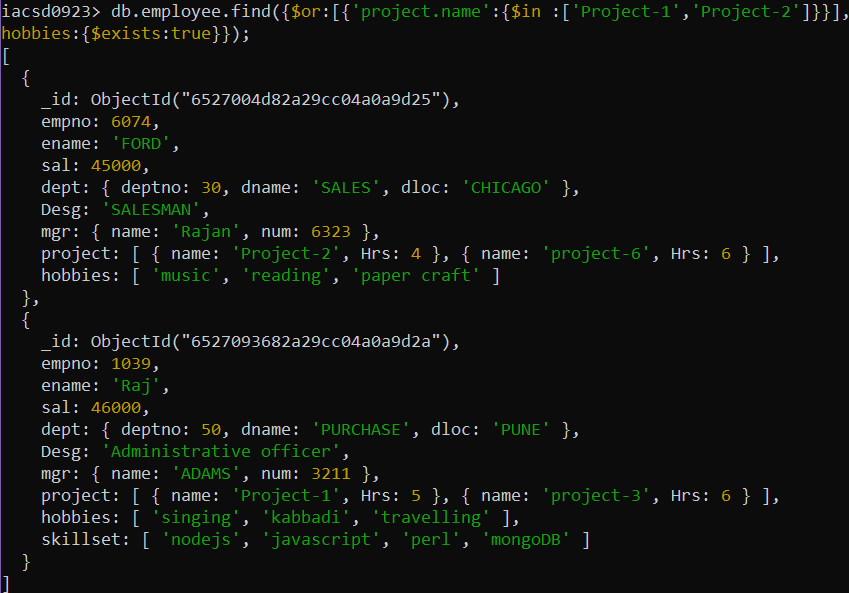 iacsd0923> db.employee.find({$or:[{'project.name':{$in :['Project-1','Project-2']}}],
hobbies:{$exists:true}});
[
  {
    _id: ObjectId("6527004d82a29cc04a0a9d25"),
    empno: 6074,
    ename: 'FORD',
    sal: 45000,
    dept: { deptno: 30, dname: 'SALES', dloc: 'CHICAGO' },
    Desg: 'SALESMAN',
    mgr: { name: 'Rajan', num: 6323 },
    project: [ { name: 'Project-2', Hrs: 4 }, { name: 'project-6', Hrs: 6 } ],
    hobbies: [ 'music', 'reading', 'paper craft' ]
  },
  {
    _id: ObjectId("6527093682a29cc04a0a9d2a"),
    empno: 1039,
    ename: 'Raj',
    sal: 46000,
    dept: { deptno: 50, dname: 'PURCHASE', dloc: 'PUNE' },
    Desg: 'Administrative officer',
    mgr: { name: 'ADAMS', num: 3211 },
    project: [ { name: 'Project-1', Hrs: 5 }, { name: 'project-3', Hrs: 6 } ],
    hobbies: [ 'singing', 'kabbadi', 'travelling' ],
    skillset: [ 'nodejs', 'javascript', 'perl', 'mongoDB' ]
  }
]